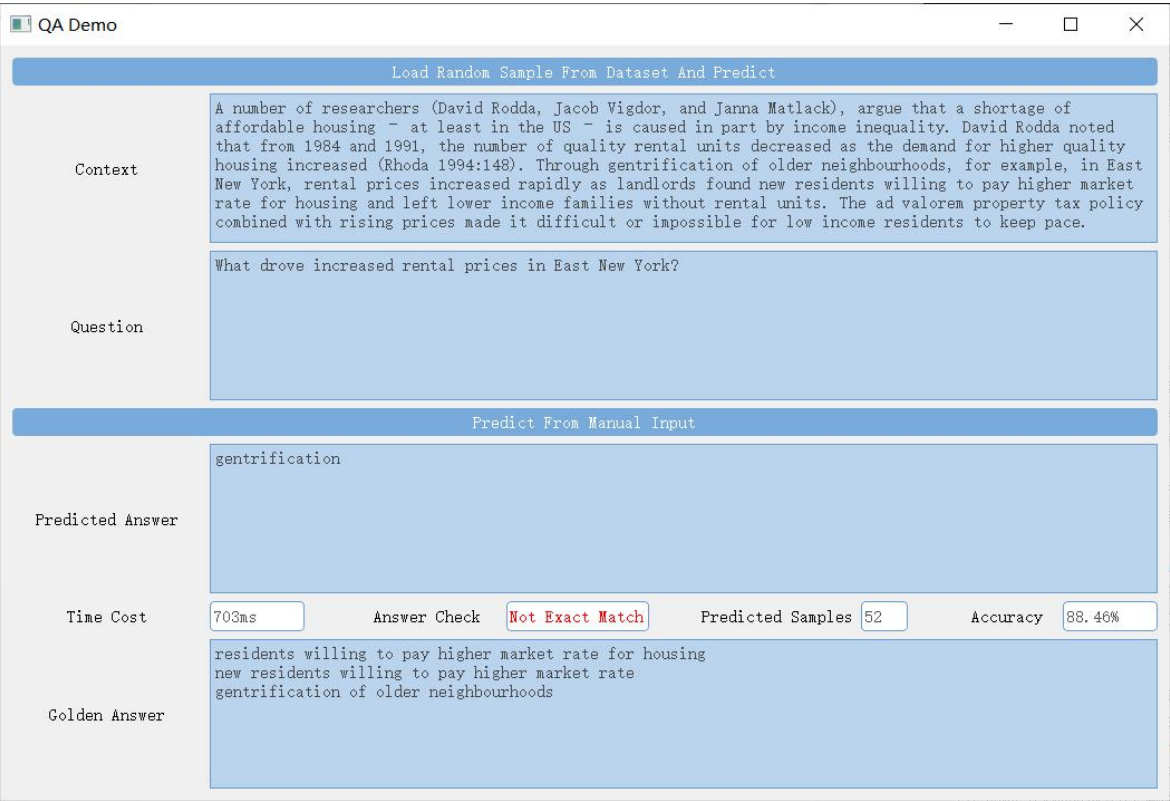 QA Demo
Load Random Sample From Dataset And Predict
Context
A number of researchers (David Rodda, Jacob Vigdor, and Janna Matlack), argue that a shortage of
affordable housing – at least in the US – is caused in part by income inequality. David Rodda noted
that from 1984 and 1991, the number of quality rental units decreased as the demand for higher quality
housing increased (Rhoda 1994:148). Through gentrification of older neighbourhoods, for example, in East
New York, rental prices increased rapidly as landlords found new residents willing to pay higher market
rate for housing and left lower income families without rental units. The ad valorem property tax policy
combined with rising prices made it difficult or impossible for low income residents to keep pace.
Question
What drove increased rental prices in East New York?
Predict From Manual Input
Predicted Answer
gentrification
Time Cost 703ms Answer Check Not Exact Match Predicted Samples 52 Accuracy 88.46%
Golden Answer
residents willing to pay higher market rate for housing
new residents willing to pay higher market rate
gentrification of older neighbourhoods